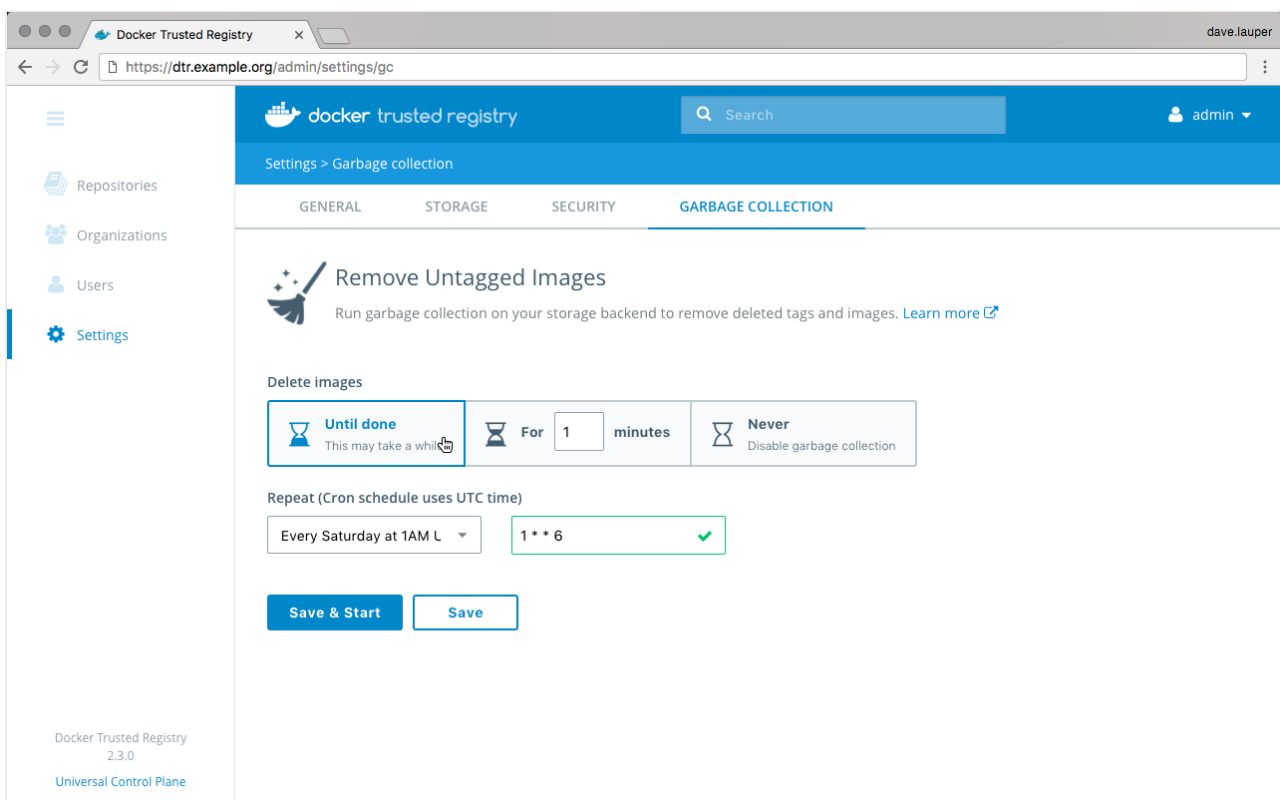 Docker Trusted Registry
dave.lauper
https://dtr.example.org/admin/settings/gc
docker trusted registry
Search
admin
Settings > Garbage collection
Repositories
Organizations
Users
Settings
GENERAL STORAGE SECURITY GARBAGE COLLECTION
Remove Untagged Images
Run garbage collection on your storage backend to remove deleted tags and images. Learn more
Delete images
Until done
This may take a while
For 1 minutes
Never
Disable garbage collection
Repeat (Cron schedule uses UTC time)
Every Saturday at 1AM U
1 * * 6
Save & Start
Save
Docker Trusted Registry
2.3.0
Universal Control Plane